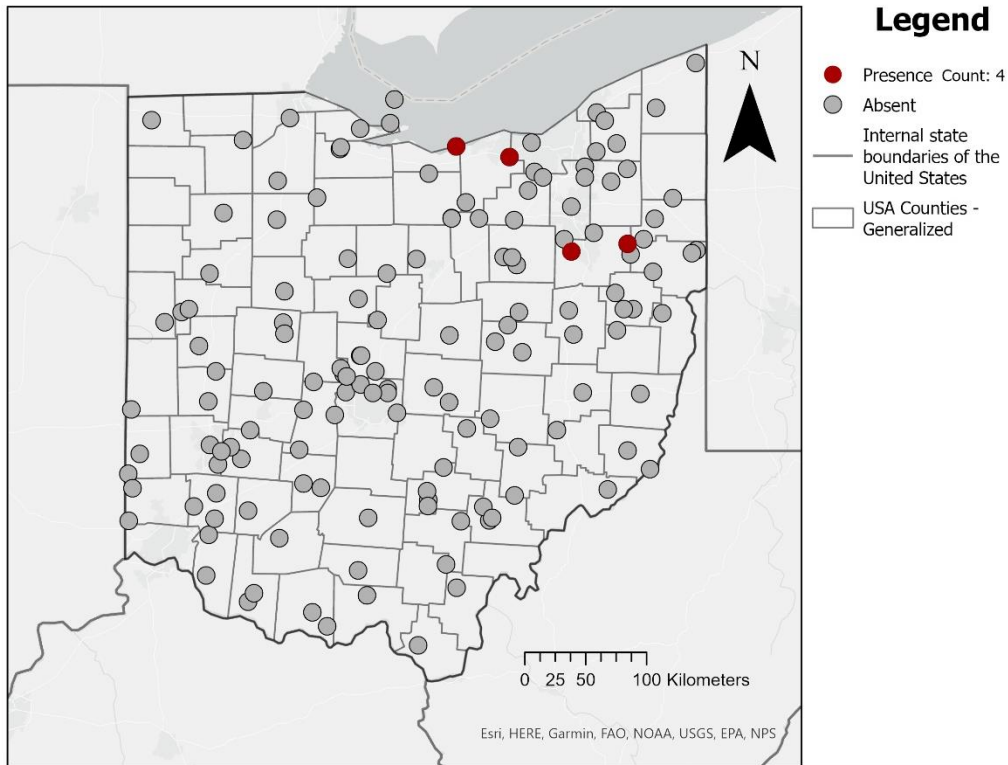 Legend
N
Presence Count: 4
Absent
Internal state
boundaries of the
United States
USA Counties -
Generalized
0 25 50 100 Kilometers
Esri, HERE, Garmin, FAO, NOAA, USGS, EPA, NPS